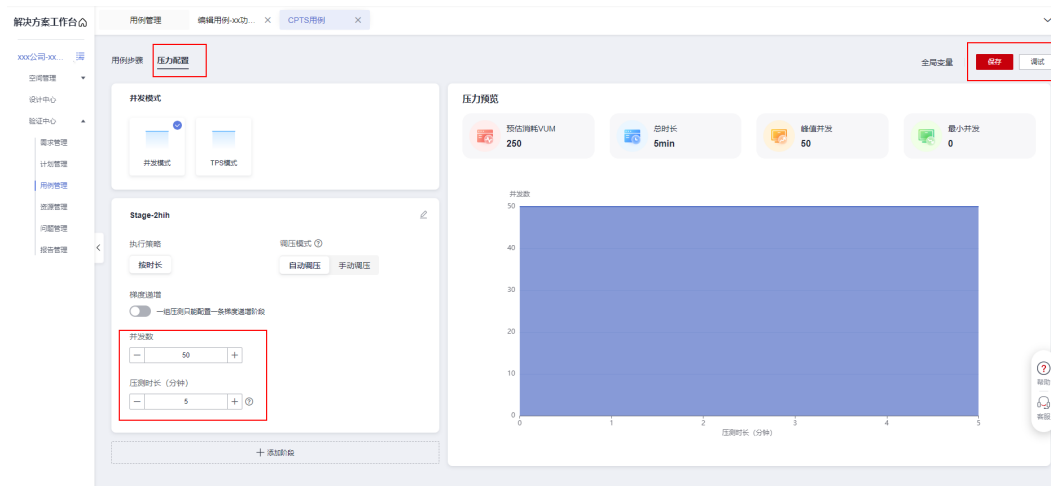 解决方案工作台
用例管理
编辑用例-xx功...
CPTS用例
xxx公司-xx...
空间管理
设计中心
验证中心
需求管理
计划管理
用例管理
资源管理
问题管理
报告管理
用例步骤
压力配置
全局变量
保存
调试
并发模式
并发模式
TPS模式
Stage-2hih
执行策略
调压模式
按时长
自动调压
手动调压
梯度递增
一组压测只能配置一条梯度递增阶段
并发数
50
压测时长（分钟）
5
添加阶段
压力预览
预估消耗VUM
250
总时长
5min
峰值并发
50
最小并发
0
并发数
50
40
30
20
10
0
0 1 2 3 4 5
压测时长（分钟）
帮助
客服